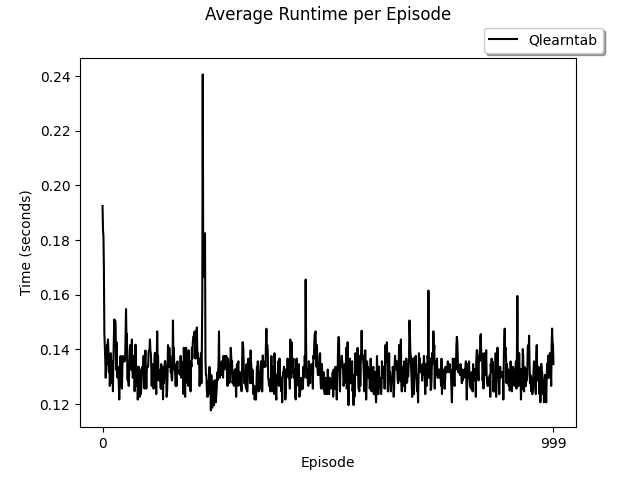 Average Runtime per Episode
Qlearntab
0.24
0.22
0.20
0.18
0.16
0.14
0.12
Time (seconds)
0 999
Episode